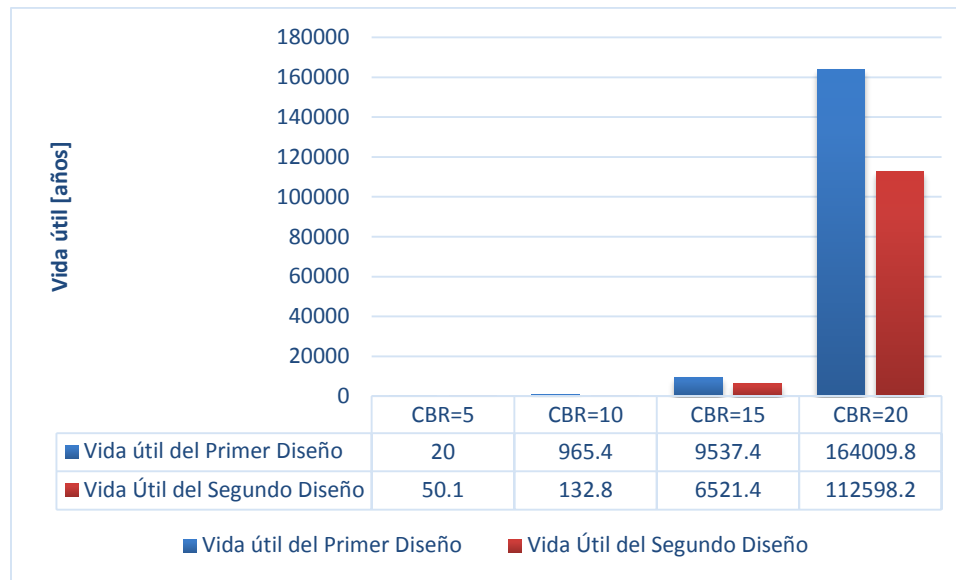 Vida útil [años]
180000
160000
140000
120000
100000
80000
60000
40000
20000
0
CBR=5 CBR=10 CBR=15 CBR=20
Vida útil del Primer Diseño 20 965.4 9537.4 164009.8
Vida Útil del Segundo Diseño 50.1 132.8 6521.4 112598.2
Vida útil del Primer Diseño Vida Útil del Segundo Diseño